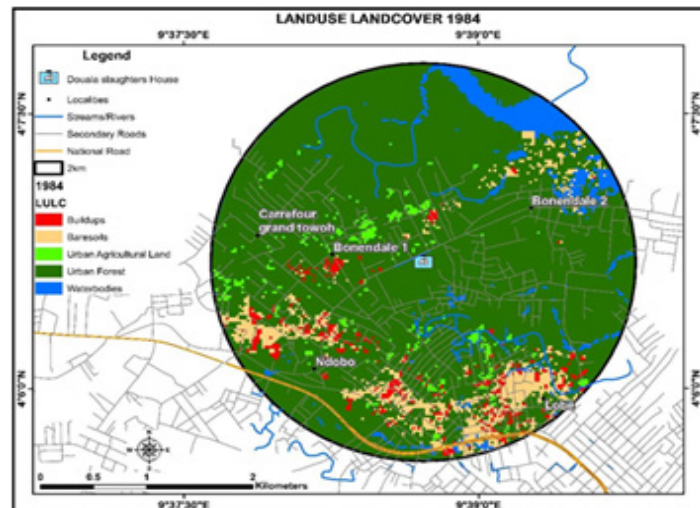 LANDUSE LANDCOVER 1984
9°37'30"E
9°39'0"E
4°7'30"N
4°7'30"N
Legend
Douala slaughters House
Localities
Streams/Rivers
Secondary Roads
National Road
2km
1984
LULC
Buildups
Baresoils
Urban Agricultural Land
Urban Forest
Waterbodies
Bonendale 2
Carrefour
grand towoh
Bonendale 1
Ndobo
4°6'0"N
4°6'0"N
N
W
E
S
0
0.5
1
2
Kilometers
9°37'30"E
9°39'0"E